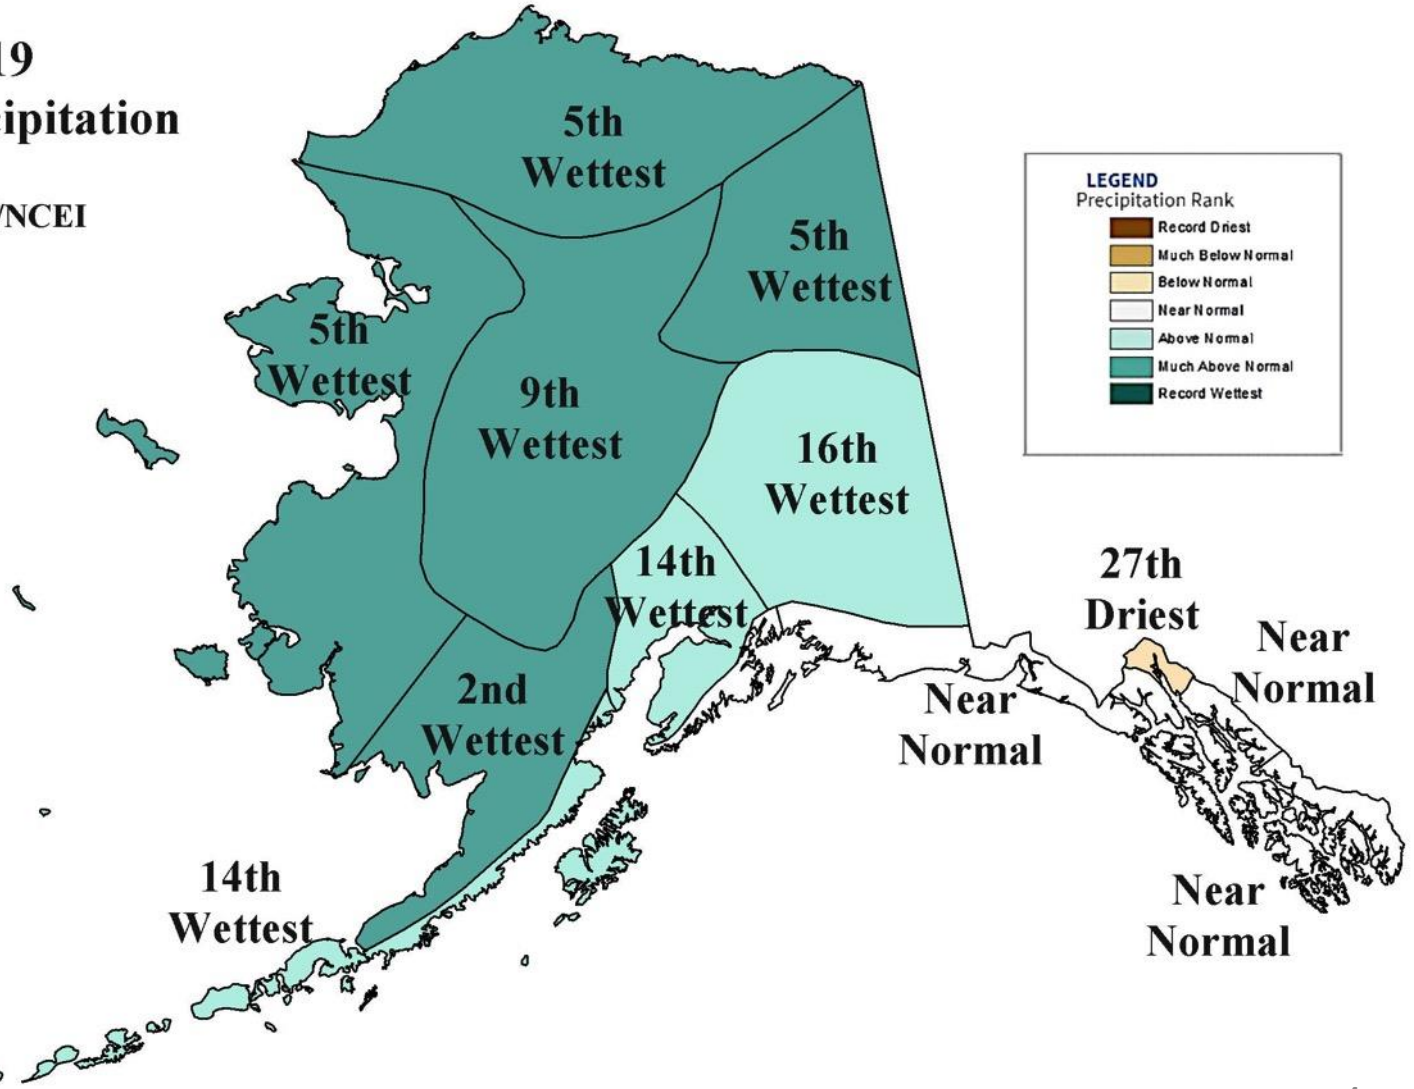 19
cipitation
/NCEI
5th
Wettest
5th
Wettest
5th
Wettest
9th
Wettest
16th
Wettest
14th
Wettest
2nd
Wettest
14th
Wettest
27th
Driest
Near
Normal
Near
Normal
Near
Normal
LEGEND
Precipitation Rank
Record Driest
Much Below Normal
Below Normal
Near Normal
Above Normal
Much Above Normal
Record Wettest